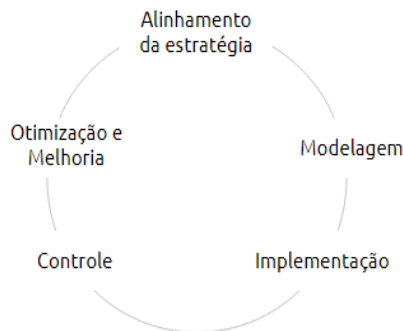 Alinhamento
da estratégia
Otimização e
Melhoria
Modelagem
Controle
Implementação